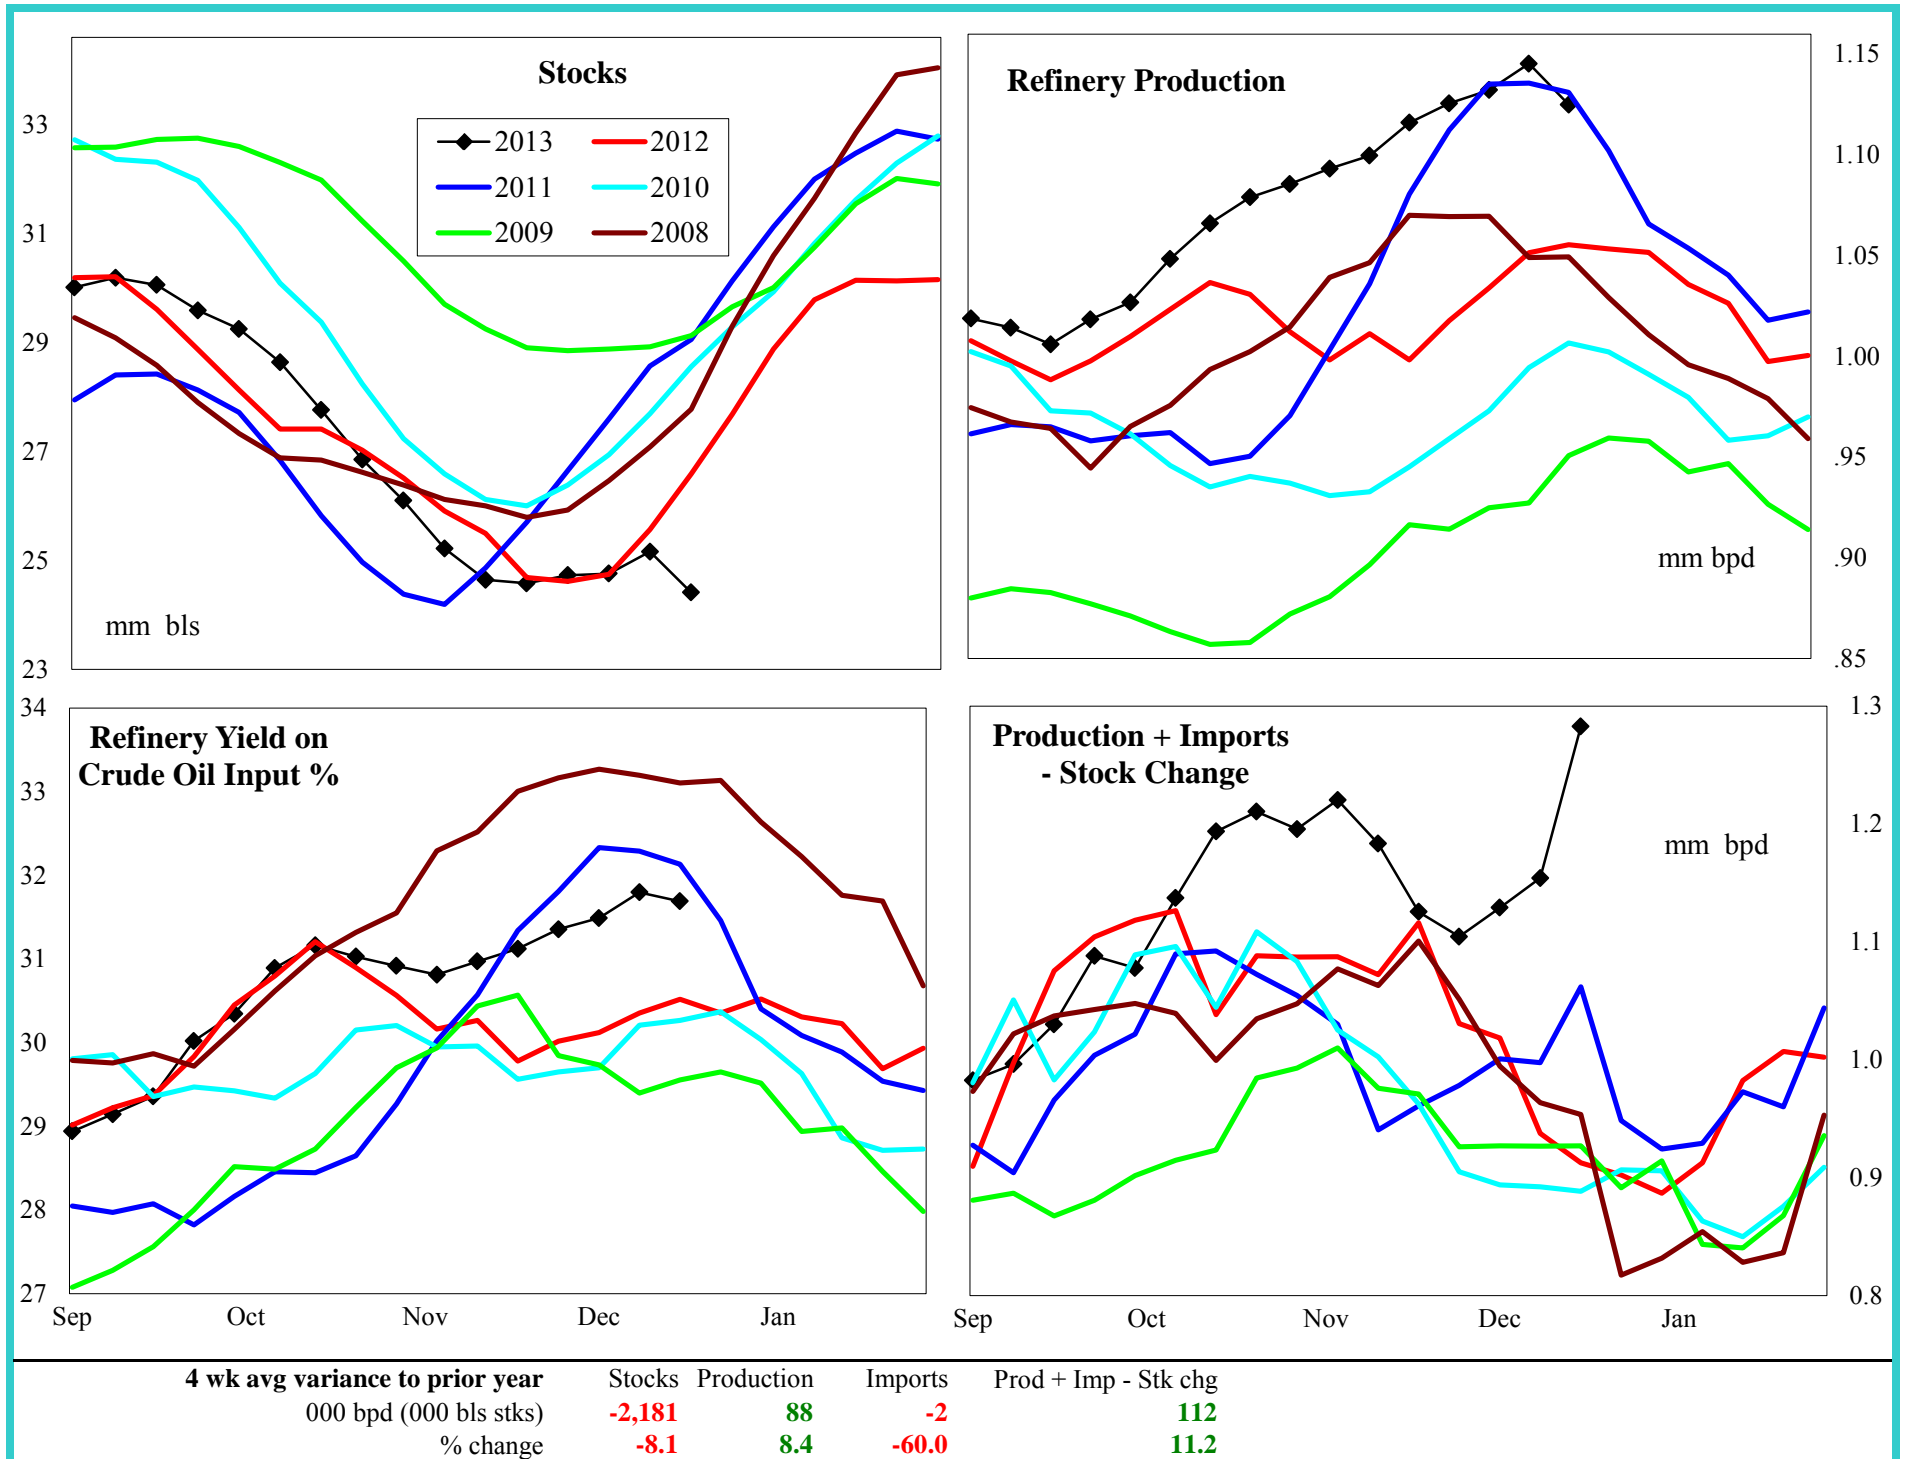 Stocks
2013 2012
2011 2010
2009 2008
33
31
29
27
25
23
mm bls
Refinery Production
1.15
1.10
1.05
1.00
.95
.90
.85
mm bpd
Refinery Yield on
Crude Oil Input %
34
33
32
31
30
29
28
27
Sep Oct Nov Dec Jan
Production + Imports
- Stock Change
mm bpd
1.3
1.2
1.1
1.0
0.9
0.8
Sep Oct Nov Dec Jan
4 wk avg variance to prior year Stocks Production Imports Prod + Imp - Stk chg
000 bpd (000 bls stks) -2,181 88 -2 112
% change -8.1 8.4 -60.0 11.2